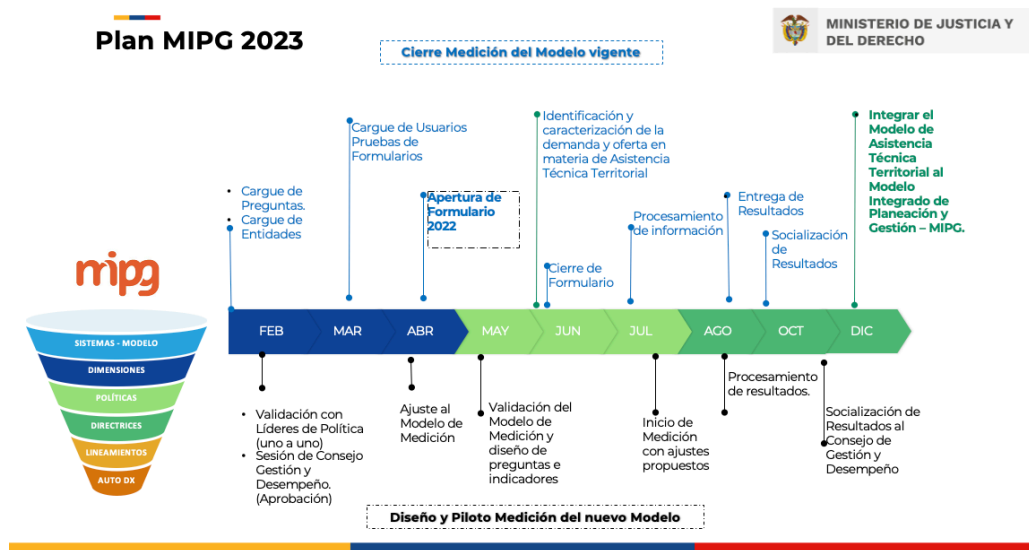 Plan MIPG 2023
MINISTERIO DE JUSTICIA Y
DEL DERECHO
Cierre Medición del Modelo vigente
• Cargue de
Preguntas.
• Cargue de
Entidades
Cargue de Usuarios
Pruebas de
Formularios
Apertura de
Formulario
2022
Identificación y
caracterización de la
demanda y oferta en
materia de Asistencia
Técnica Territorial
Cierre de
Formulario
Procesamiento
de información
Entrega de
Resultados
Socialización
de
Resultados
Integrar el
Modelo de
Asistencia
Técnica
Territorial al
Modelo
Integrado de
Planeación y
Gestión – MIPG.
mipg
SISTEMAS - MODELO
DIMENSIONES
POLÍTICAS
DIRECTRICES
LINEAMIENTOS
AUTO DX
FEB
MAR
ABR
MAY
JUN
JUL
AGO
OCT
DIC
• Validación con
Líderes de Política
(uno a uno)
• Sesión de Consejo
Gestión y
Desempeño.
(Aprobación)
Ajuste al
Modelo de
Medición
Validación del
Modelo de
Medición y
diseño de
preguntas e
indicadores
Inicio de
Medición
con ajustes
propuestos
Procesamiento
de resultados.
Socialización de
Resultados al
Consejo de
Gestión y
Desempeño
Diseño y Piloto Medición del nuevo Modelo